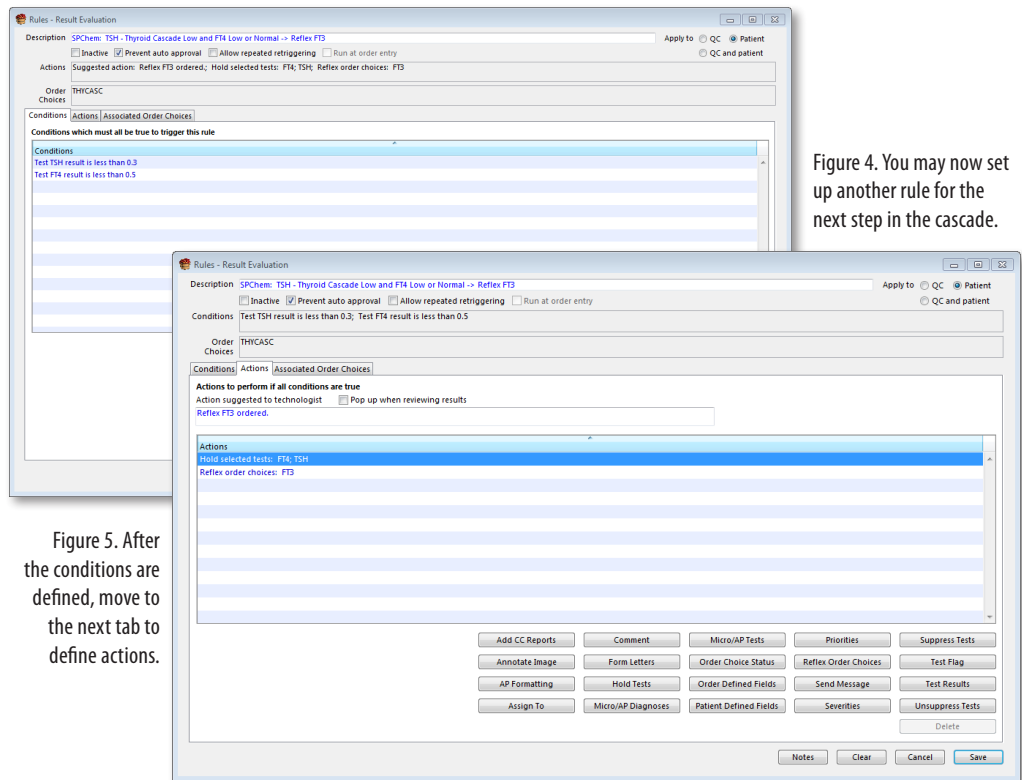 Rules - Result Evaluation
Description SPChem: TSH - Thyroid Cascade Low and FT4 Low or Normal -> Reflex FT3 Apply to QC Patient
Inactive Prevent auto approval Allow repeated retriggering Run at order entry QC and patient
Actions Suggested action: Reflex FT3 ordered.; Hold selected tests: FT4; TSH; Reflex order choices: FT3
Order Choices THYCASC
Conditions Actions Associated Order Choices
Conditions which must all be true to trigger this rule
Conditions
Test TSH result is less than 0.3
Test FT4 result is less than 0.5
Figure 4. You may now set
up another rule for the
next step in the cascade.
Rules - Result Evaluation
Description SPChem: TSH - Thyroid Cascade Low and FT4 Low or Normal -> Reflex FT3 Apply to QC Patient
Inactive Prevent auto approval Allow repeated retriggering Run at order entry QC and patient
Conditions Test TSH result is less than 0.3; Test FT4 result is less than 0.5
Order Choices THYCASC
Conditions Actions Associated Order Choices
Actions to perform if all conditions are true
Action suggested to technologist Pop up when reviewing results
Reflex FT3 ordered.
Actions
Hold selected tests: FT4; TSH
Reflex order choices: FT3
Figure 5. After
the conditions are
defined, move to
the next tab to
define actions.
Add CC Reports Comment Micro/AP Tests Priorities Suppress Tests
Annotate Image Form Letters Order Choice Status Reflex Order Choices Test Flag
AP Formatting Hold Tests Order Defined Fields Send Message Test Results
Assign To Micro/AP Diagnoses Patient Defined Fields Severities Unsuppress Tests
Delete
Notes Clear Cancel Save